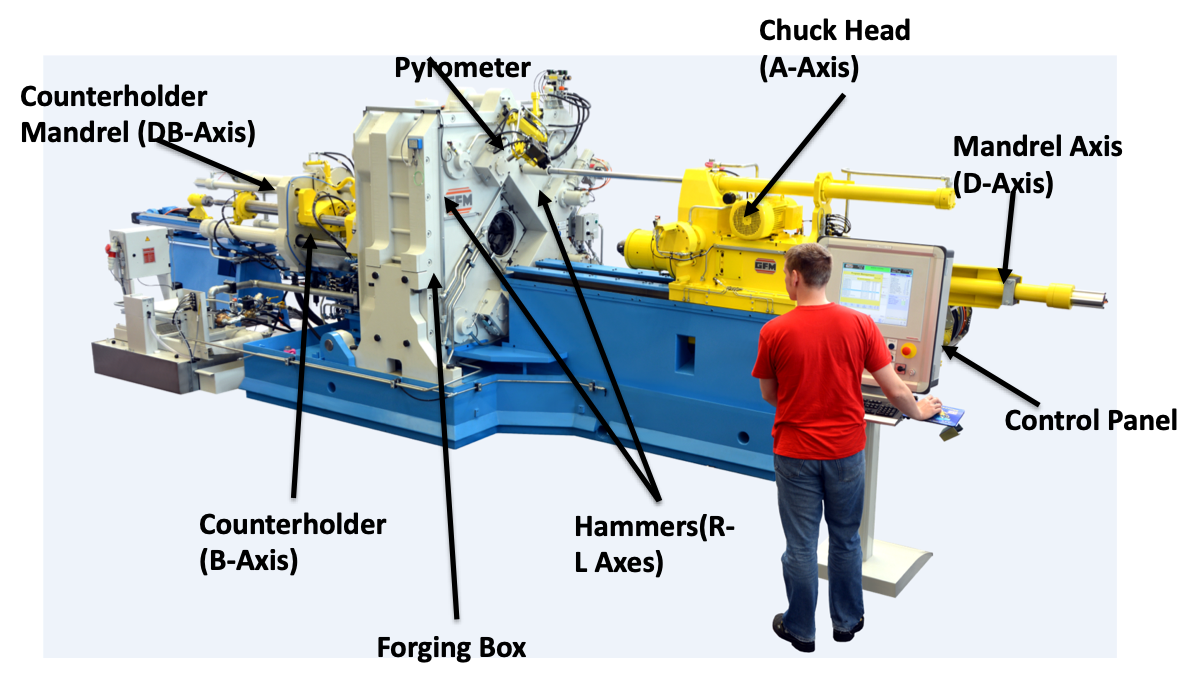 Chuck Head
(A-Axis)
Pyrometer
Counterholder
Mandrel (DB-Axis)
Mandrel Axis
(D-Axis)
GFM
GFM
Control Panel
Counterholder
(B-Axis)
Hammers(R-
L Axes)
Forging Box